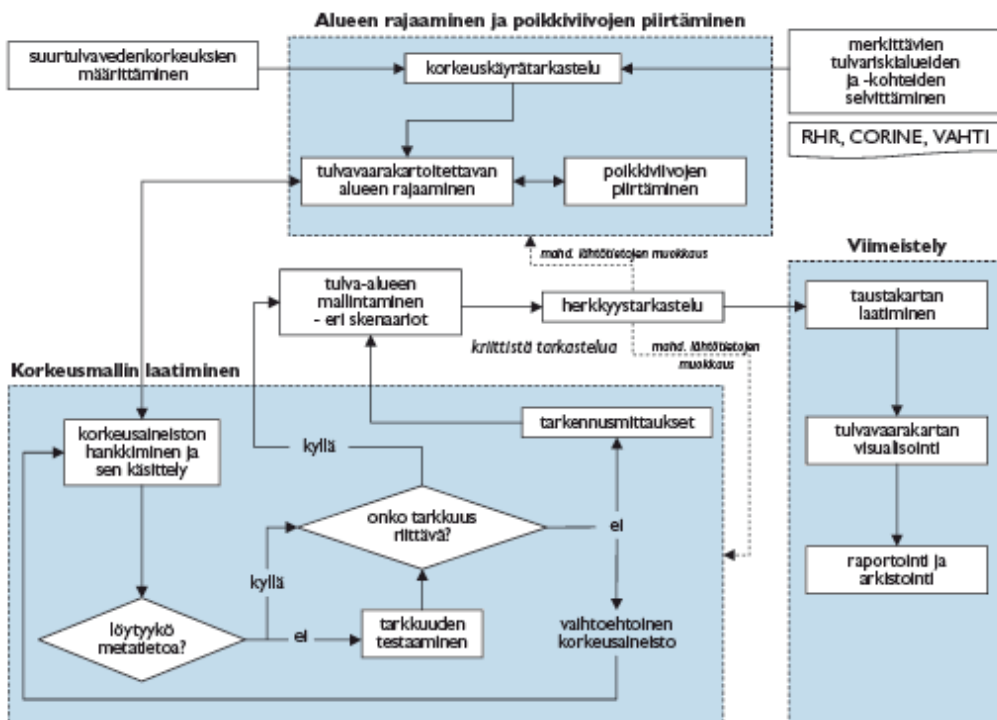 Alueen rajaaminen ja poikkiviivojen piirtäminen
suurtulvavedenkorkeuksien
määrittäminen
korkeuskäyrätarkastelu
merkittävien
tulvariskialueiden
ja -kohteiden
selvittäminen
RHR, CORINE, VAHTI
tulvavaarakartoitettavan
alueen rajaaminen
poikkiviivojen
piirtäminen
mahd. lähtötietojen muokkaus
Viimeistely
tulva-alueen
mallintaminen
- eri skenaariot
herkkyystarkastelu
taustakartan
laatiminen
kriittistä tarkastelua
mahd. lähtötietojen
muokkaus
Korkeusmallin laatiminen
korkeusaineiston
hankkiminen ja
sen käsittely
kyllä
tarkennusmittaukset
tulvavaarakartan
visualisointi
onko tarkkuus
riittävä?
ei
raportointi ja
arkistointi
kyllä
löytyykö
metatietoa?
ei
tarkkuuden
testaaminen
vaihtoehtoinen
korkeusaineisto